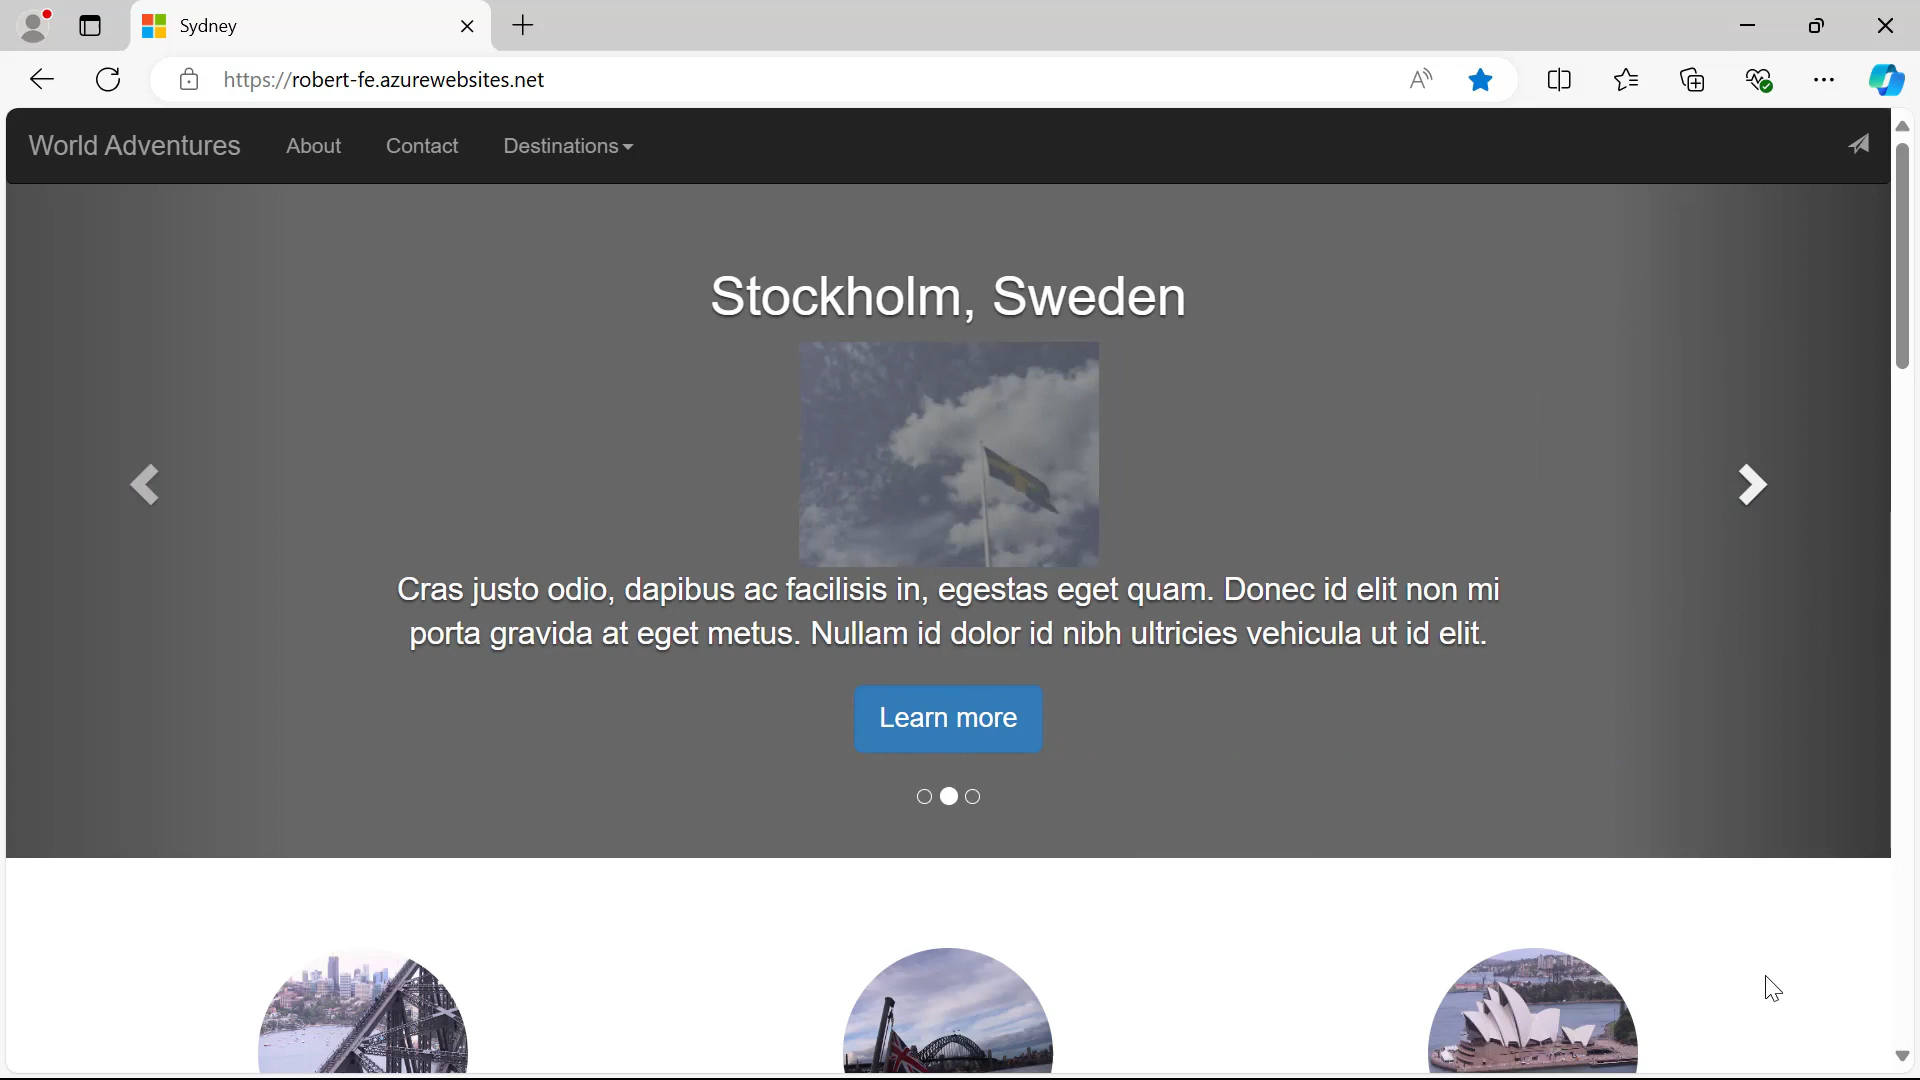 Sydney
https://robert-fe.azurewebsites.net
World Adventures About Contact Destinations
Stockholm, Sweden
Cras justo odio, dapibus ac facilisis in, egestas eget quam. Donec id elit non mi
porta gravida at eget metus. Nullam id dolor id nibh ultricies vehicula ut id elit.
Learn more